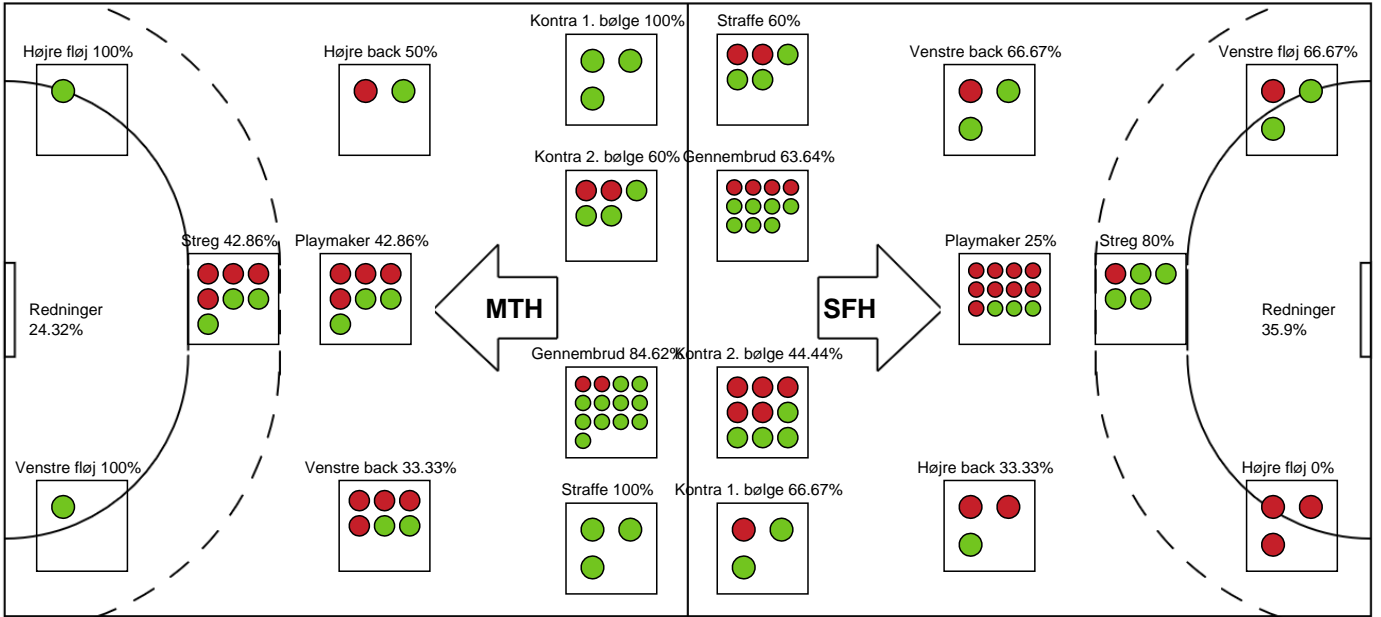 Kontra 1. bølge 100%
Straffe 60%
Højre fløj 100%
Højre back 50%
Venstre back 66.67%
Venstre fløj 66.67%
Kontra 2. bølge 60%
Gennembrud 63.64%
Streg 42.86%
Playmaker 42.86%
Playmaker 25%
Streg 80%
Redninger
24.32%
MTH
SFH
Redninger
35.9%
Gennembrud 84.62%
Kontra 2. bølge 44.44%
Venstre fløj 100%
Venstre back 33.33%
Højre back 33.33%
Højre fløj 0%
Straffe 100%
Kontra 1. bølge 66.67%